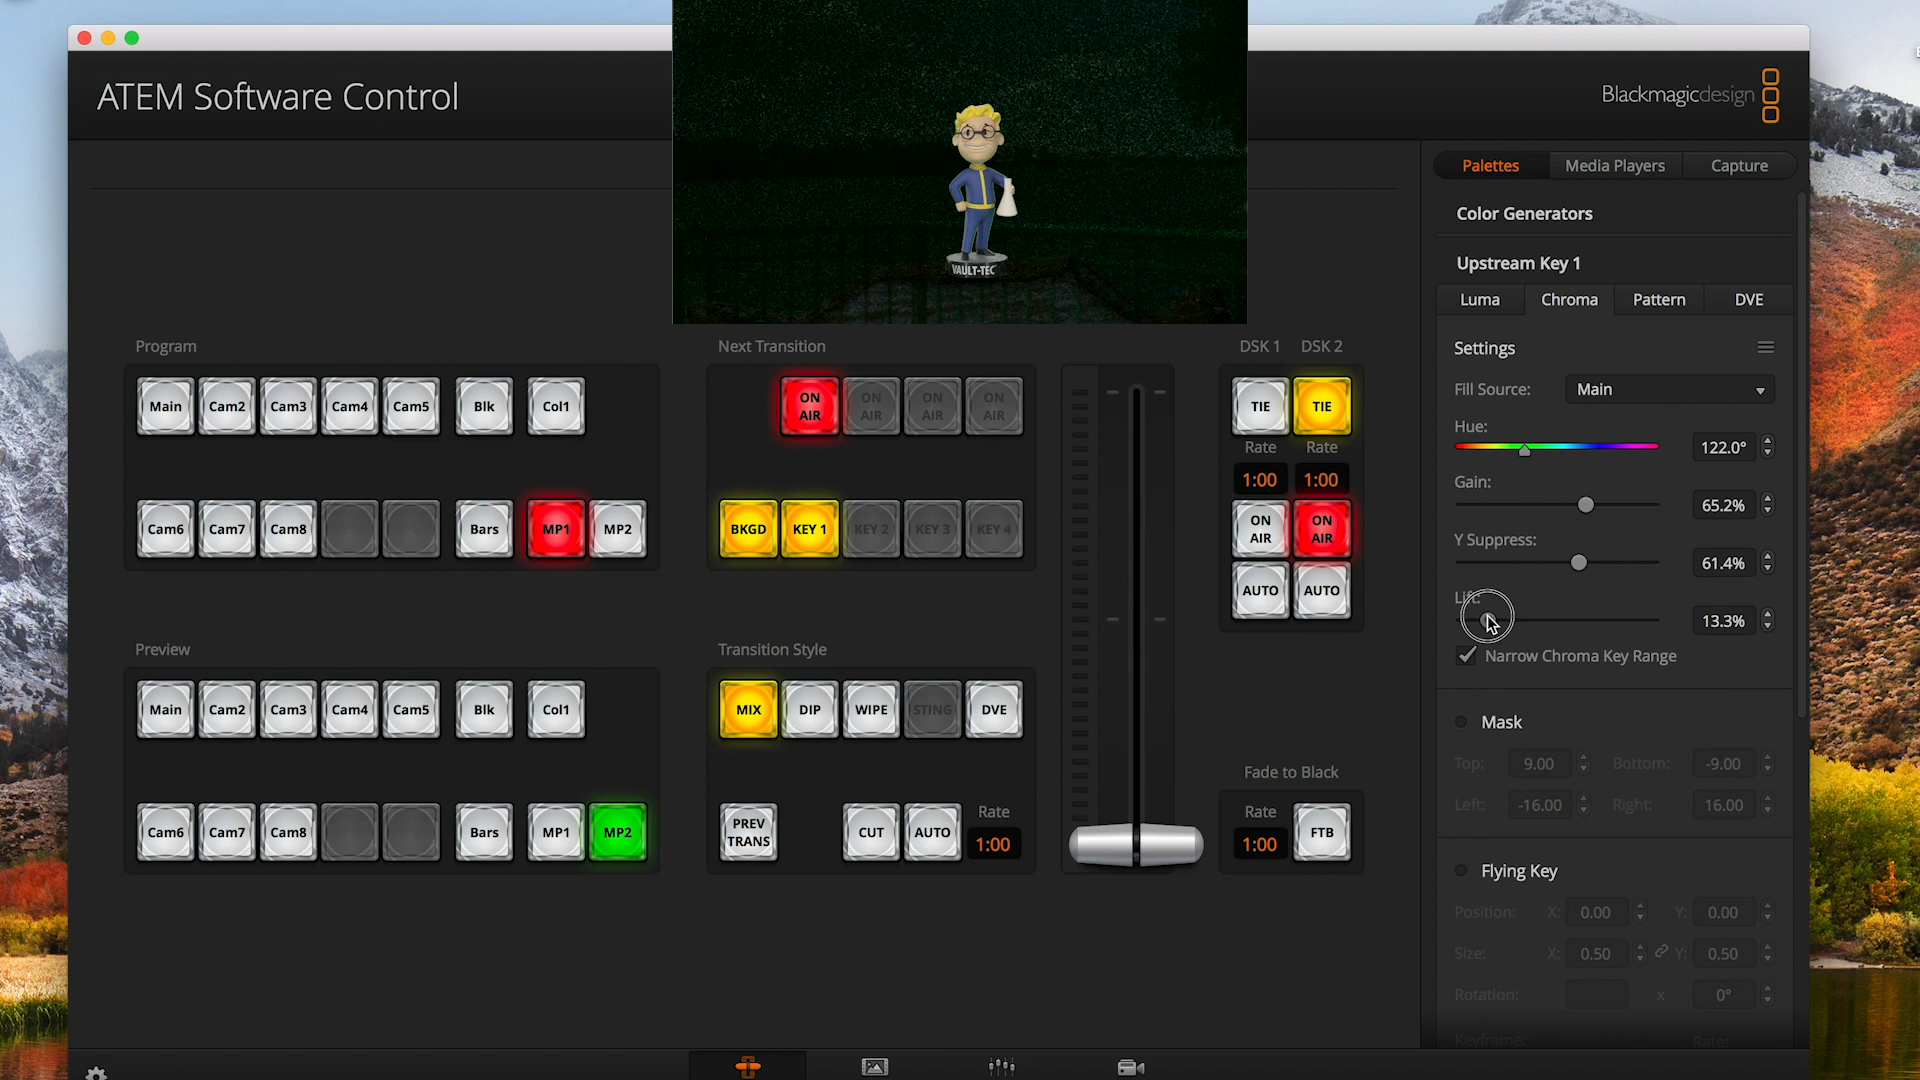 ATEM Software Control
Blackmagicdesign
VAULT-TEC
Palettes
Media Players
Capture
Color Generators
Upstream Key 1
Luma
Chroma
Pattern
DVE
Settings
Fill Source:
Main
Hue:
122.0°
Gain:
65.2%
Y Suppress:
61.4%
13.3%
Narrow Chroma Key Range
Mask
Top:
9.00
Bottom:
-9.00
Left:
-16.00
Right:
16.00
Flying Key
Position:
X:
0.00
Y:
0.00
Size:
X:
0.50
Y:
0.50
Rotation:
x
0°
Keyframe:
Rate:
Program
Main
Cam2
Cam3
Cam4
Cam5
Blk
Col1
Cam6
Cam7
Cam8
Bars
MP1
MP2
Next Transition
ON
AIR
ON
AIR
ON
AIR
ON
AIR
BKGD
KEY 1
KEY 2
KEY 3
KEY 4
DSK 1
DSK 2
TIE
TIE
Rate
Rate
1:00
1:00
ON
AIR
ON
AIR
AUTO
AUTO
Preview
Main
Cam2
Cam3
Cam4
Cam5
Blk
Col1
Cam6
Cam7
Cam8
Bars
MP1
MP2
Transition Style
MIX
DIP
WIPE
STING
DVE
PREV
TRANS
CUT
AUTO
Rate
1:00
Fade to Black
Rate
1:00
FTB